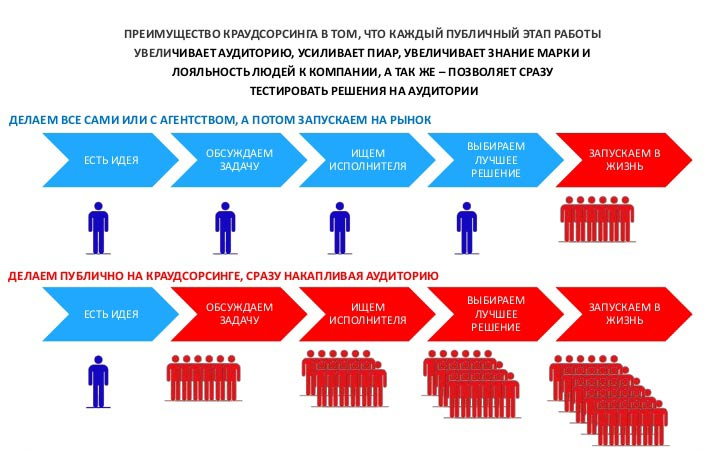 ПРЕИМУЩЕСТВО КРАУДСОРСИНГА В ТОМ, ЧТО КАЖДЫЙ ПУБЛИЧНЫЙ ЭТАП РАБОТЫ
УВЕЛИЧИВАЕТ АУДИТОРИЮ, УСИЛИВАЕТ ПИАР, УВЕЛИЧИВАЕТ ЗНАНИЕ МАРКИ И
ЛОЯЛЬНОСТЬ ЛЮДЕЙ К КОМПАНИИ, А ТАК ЖЕ – ПОЗВОЛЯЕТ СРАЗУ
ТЕСТИРОВАТЬ РЕШЕНИЯ НА АУДИТОРИИ
ДЕЛАЕМ ВСЕ САМИ ИЛИ С АГЕНТСТВОМ, А ПОТОМ ЗАПУСКАЕМ НА РЫНОК
ЕСТЬ ИДЕЯ
ОБСУЖДАЕМ
ЗАДАЧУ
ИЩЕМ
ИСПОЛНИТЕЛЯ
ВЫБИРАЕМ
ЛУЧШЕЕ
РЕШЕНИЕ
ЗАПУСКАЕМ В
ЖИЗНЬ
ДЕЛАЕМ ПУБЛИЧНО НА КРАУДСОРСИНГЕ, СРАЗУ НАКАПЛИВАЯ АУДИТОРИЮ
ЕСТЬ ИДЕЯ
ОБСУЖДАЕМ
ЗАДАЧУ
ИЩЕМ
ИСПОЛНИТЕЛЯ
ВЫБИРАЕМ
ЛУЧШЕЕ
РЕШЕНИЕ
ЗАПУСКАЕМ В
ЖИЗНЬ